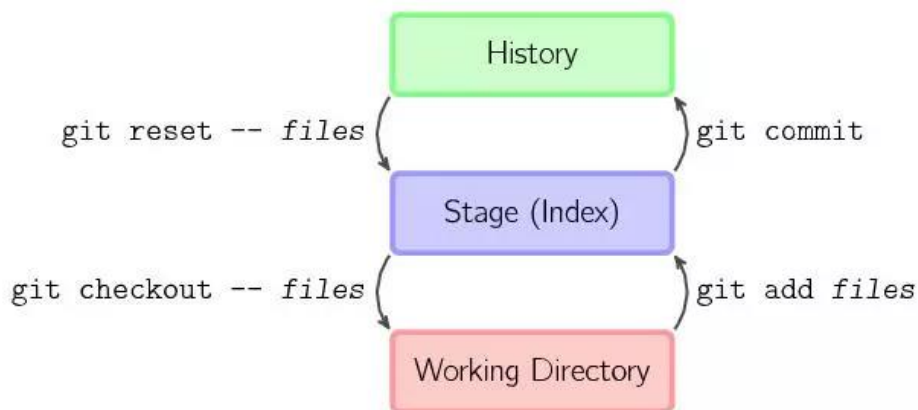 History
git reset -- files
git commit
Stage (Index)
git checkout -- files
git add files
Working Directory